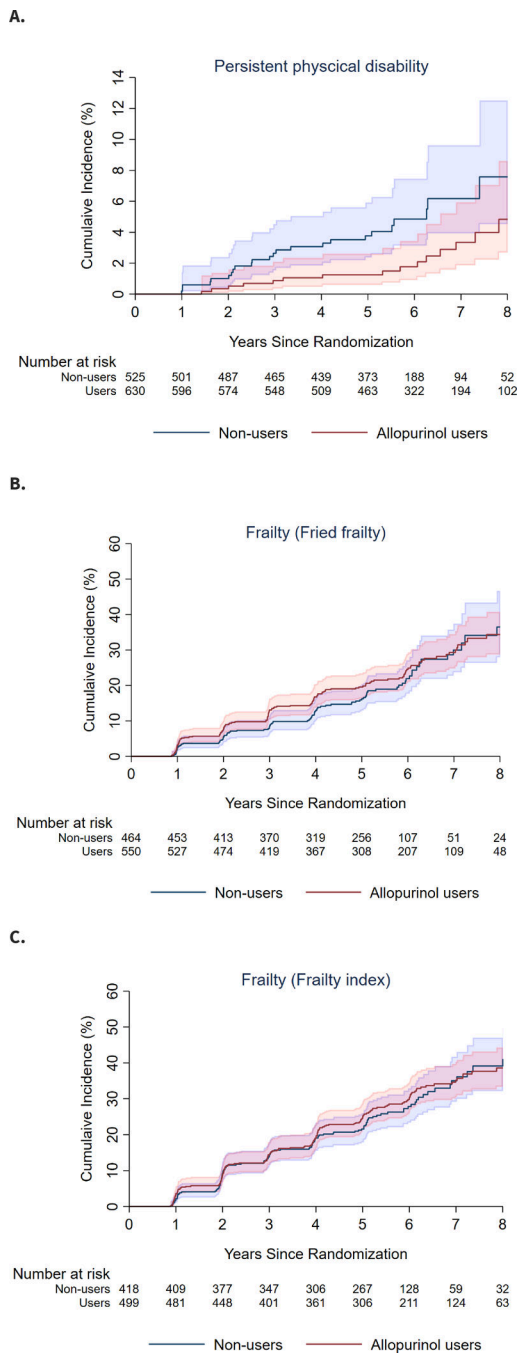 A.
Persistent physcical disability
Cumulaive Incidence (%)
14
12
10
8
6
4
2
0
0 1 2 3 4 5 6 7 8
Years Since Randomization
Number at risk
Non-users 525 501 487 465 439 373 188 94 52
Users 630 596 574 548 509 463 322 194 102
Non-users Allopurinol users
B.
Frailty (Fried frailty)
Cumulaive Incidence (%)
60
50
40
30
20
10
0
0 1 2 3 4 5 6 7 8
Years Since Randomization
Number at risk
Non-users 464 453 413 370 319 256 107 51 24
Users 550 527 474 419 367 308 207 109 48
Non-users Allopurinol users
C.
Frailty (Frailty index)
Cumulaive Incidence (%)
60
50
40
30
20
10
0
0 1 2 3 4 5 6 7 8
Years Since Randomization
Number at risk
Non-users 418 409 377 347 306 267 128 59 32
Users 499 481 448 401 361 306 211 124 63
Non-users Allopurinol users